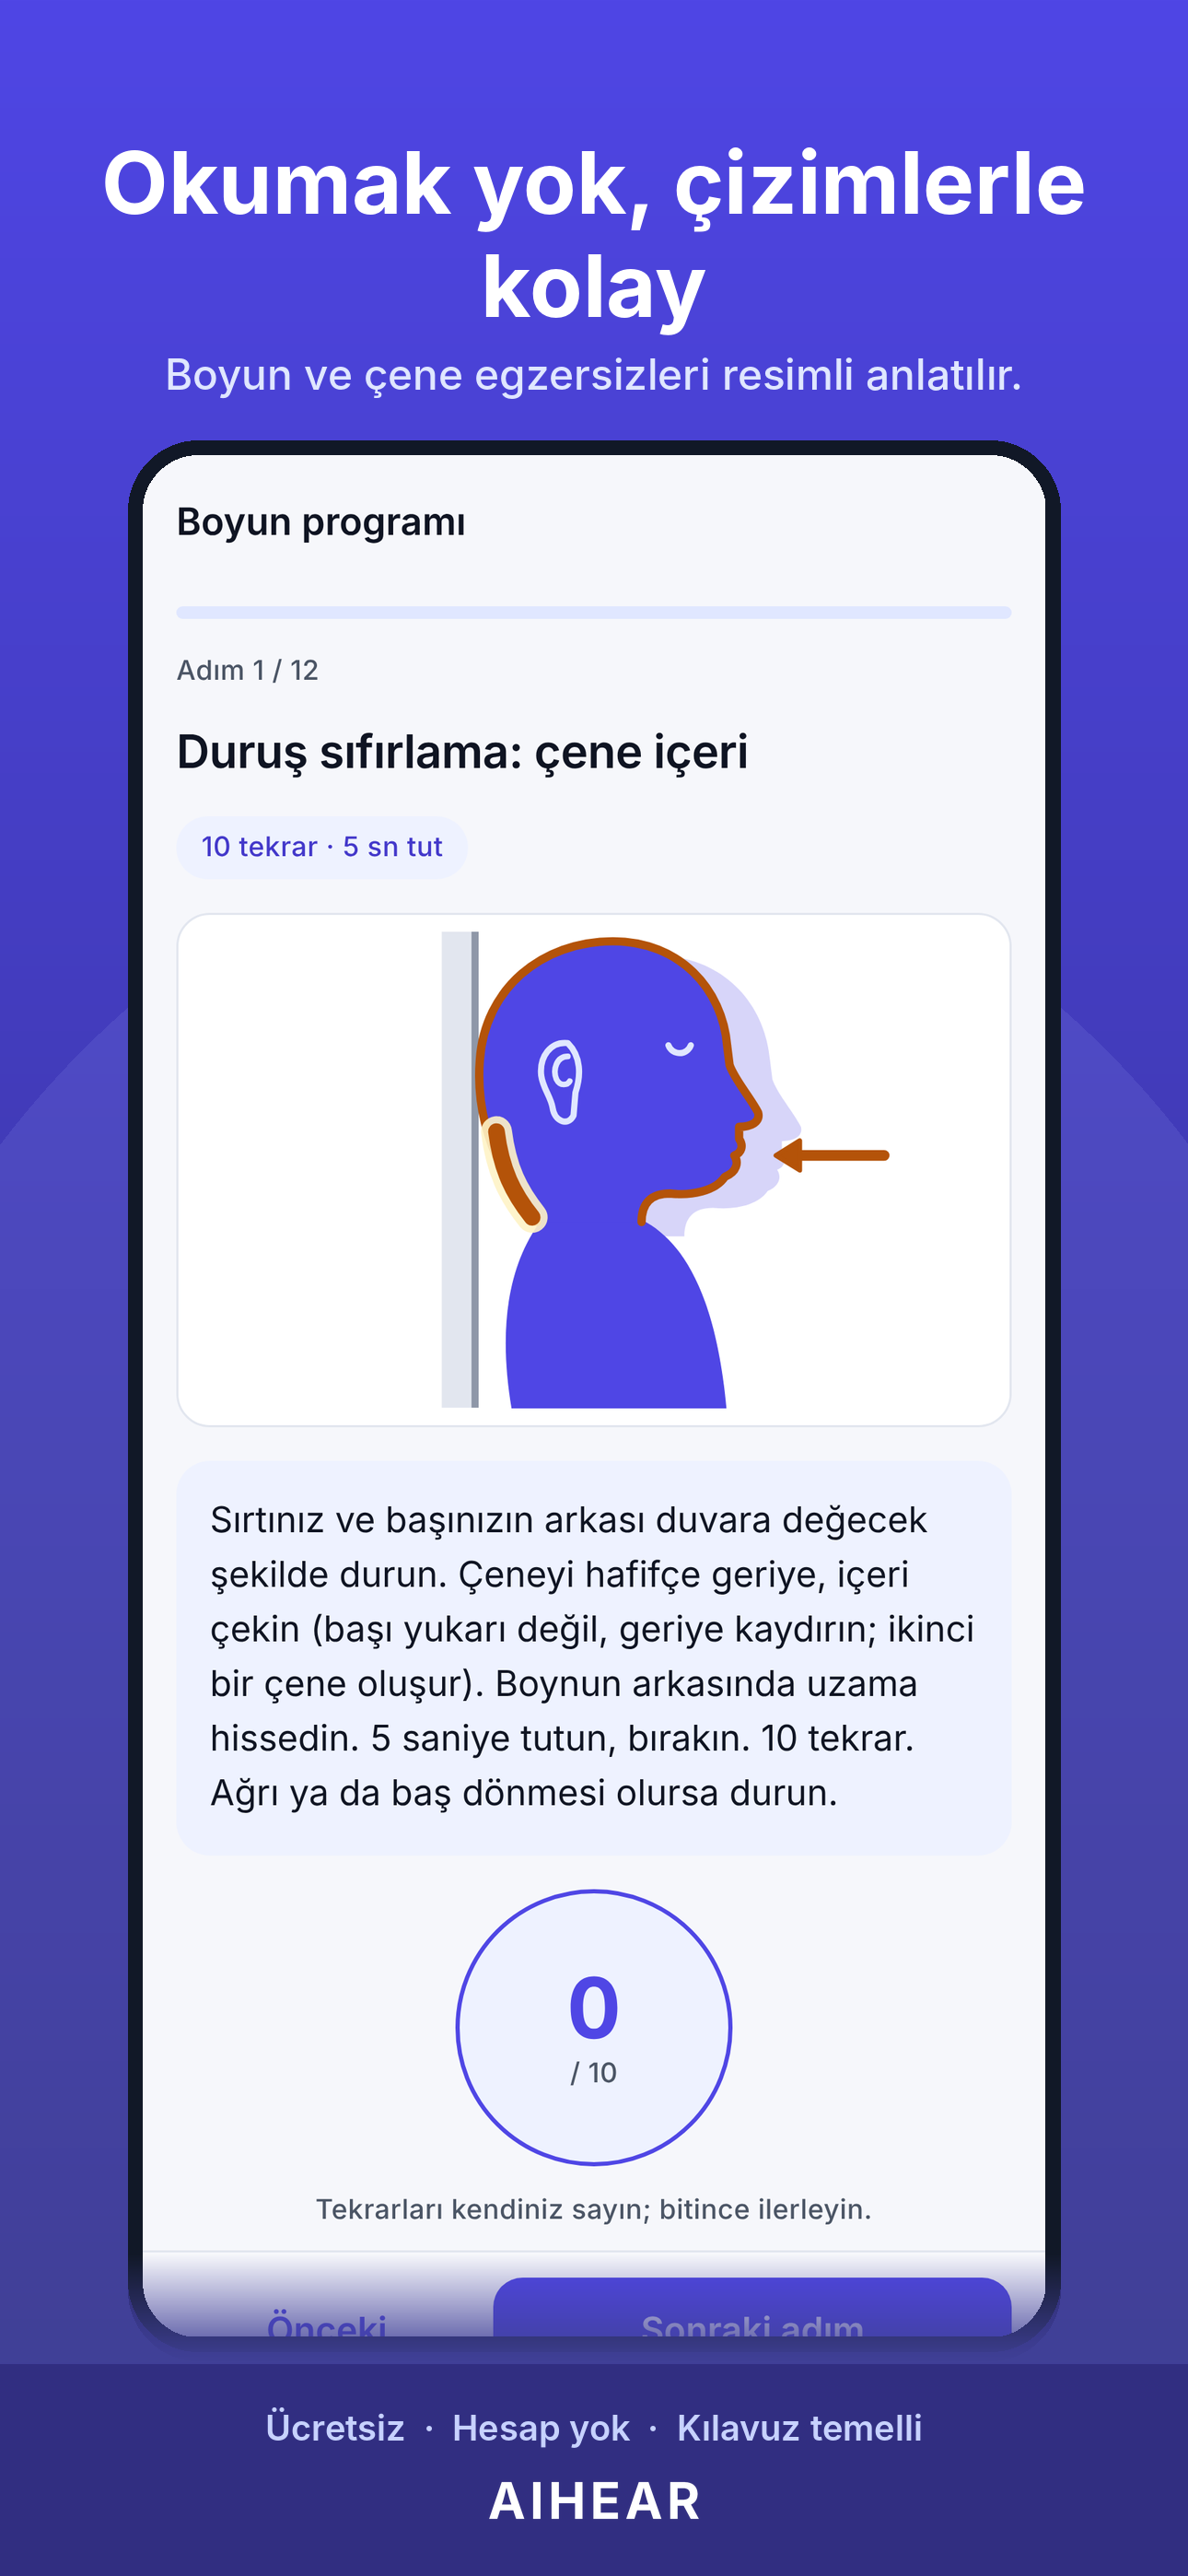 Okumak yok, çizimlerle
kolay
Boyun ve çene egzersizleri resimli anlatılır.
Boyun programı
Adım 1 / 12
Duruş sıfırlama: çene içeri
10 tekrar · 5 sn tut
Sırtınız ve başınızın arkası duvara değecek
şekilde durun. Çeneyi hafifçe geriye, içeri
çekin (başı yukarı değil, geriye kaydırın; ikinci
bir çene oluşur). Boynun arkasında uzama
hissedin. 5 saniye tutun, bırakın. 10 tekrar.
Ağrı ya da baş dönmesi olursa durun.
0
/ 10
Tekrarları kendiniz sayın; bitince ilerleyin.
Önceki Sonraki adım
Ücretsiz · Hesap yok · Kılavuz temelli
AIHEAR